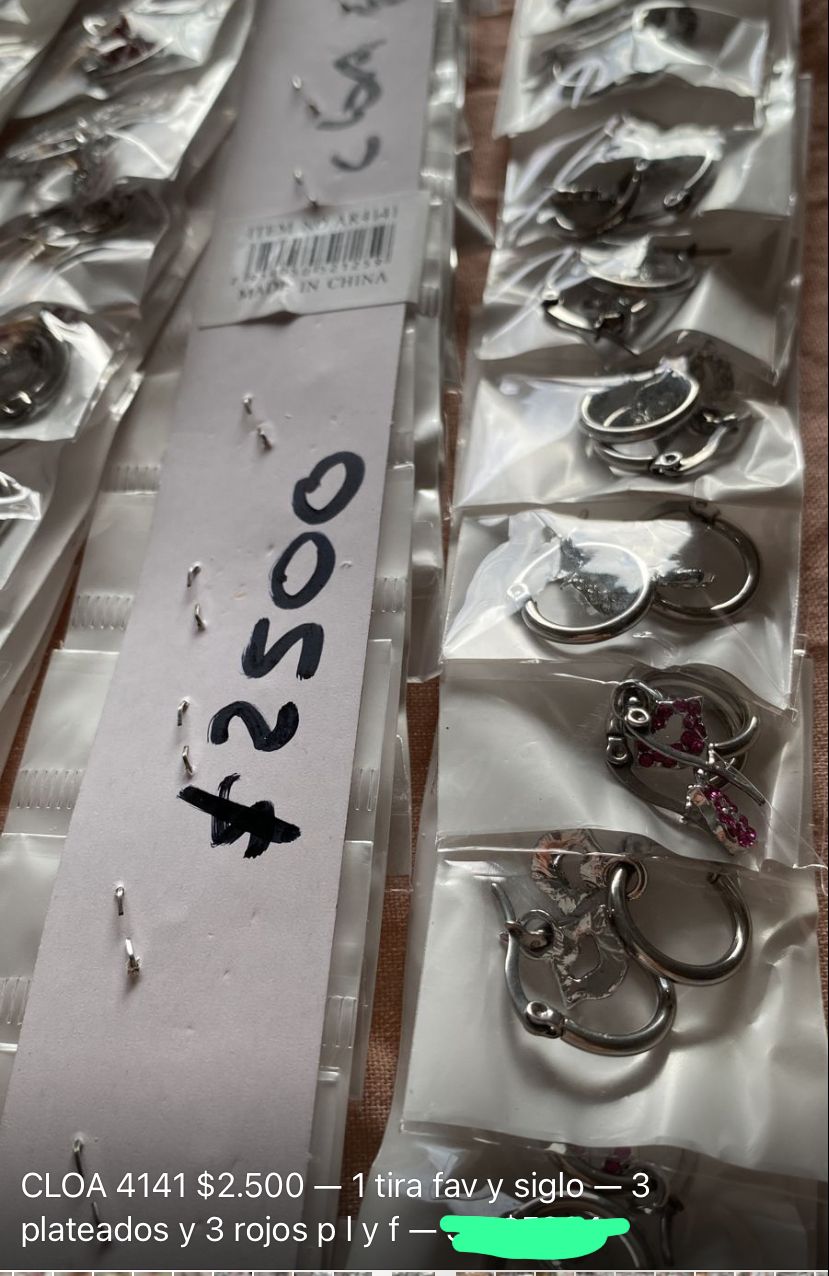 ITEM NO:AR4141
MADE IN CHINA
$2500
CLOA 4141 $2.500 — 1 tira fav y siglo — 3
plateados y 3 rojos p l y f —